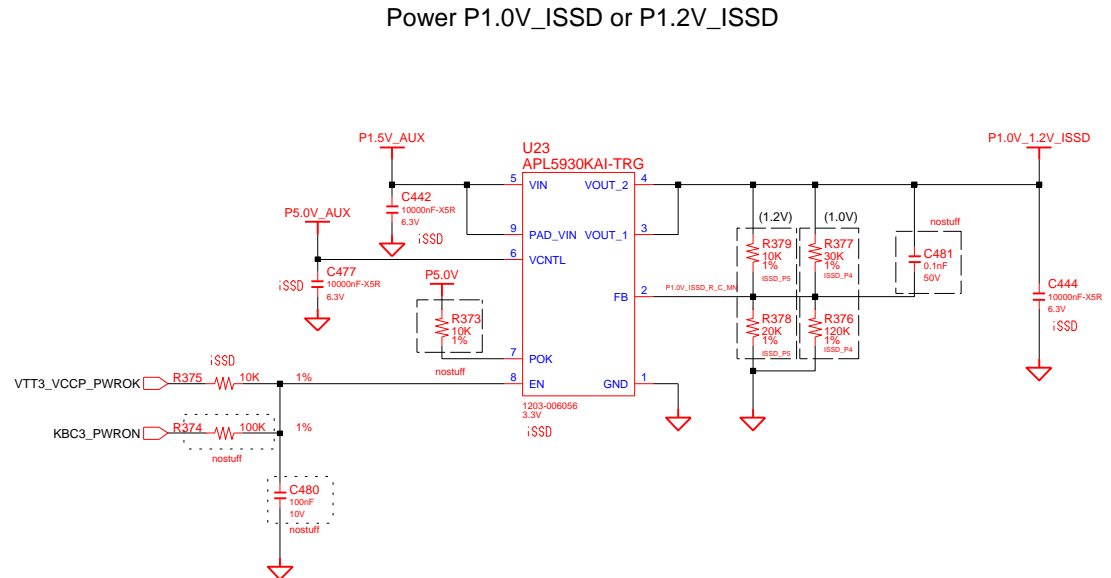 Power P1.0V_ISSD or P1.2V_ISSD
P1.5V_AUX
P1.0V_1.2V_ISSD
U23
APL5930KAI-TRG
5
VIN
VOUT_2
4
C442
10000nF-X5R
6.3V
iSSD
P5.0V_AUX
9
PAD_VIN
VOUT_1
3
6
VCNTL
C477
10000nF-X5R
6.3V
iSSD
P5.0V
R373
10K
1%
nostuff
FB
2
P1.0V_ISSD_R_C_MN
(1.2V)
(1.0V)
R379
10K
1%
ISSD_P5
R377
30K
1%
ISSD_P4
nostuff
C481
0.1nF
50V
C444
10000nF-X5R
6.3V
iSSD
R378
20K
1%
ISSD_P5
R376
120K
1%
ISSD_P4
7
POK
8
EN
GND
1
1203-006056
3.3V
iSSD
iSSD
VTT3_VCCP_PWROK
R375
10K
1%
KBC3_PWRON
R374
100K
1%
nostuff
C480
100nF
10V
nostuff